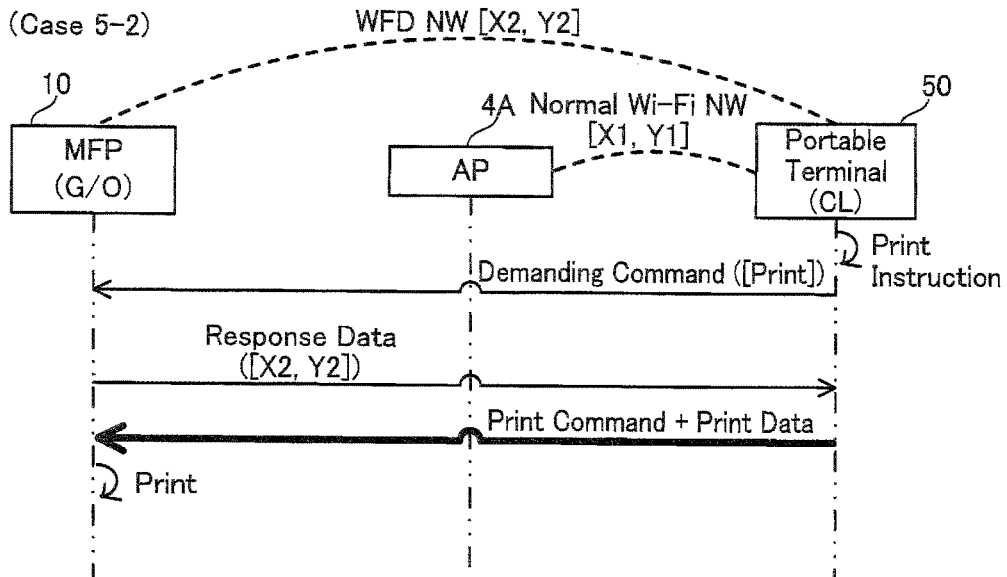 (Case 5-2)
WFD NW [X2, Y2]
10
4A
Normal Wi-Fi NW
[X1, Y1]
50
MFP
(G/O)
AP
Portable
Terminal
(CL)
Print
Instruction
Demanding Command ([Print])
Response Data
([X2, Y2])
Print Command + Print Data
Print